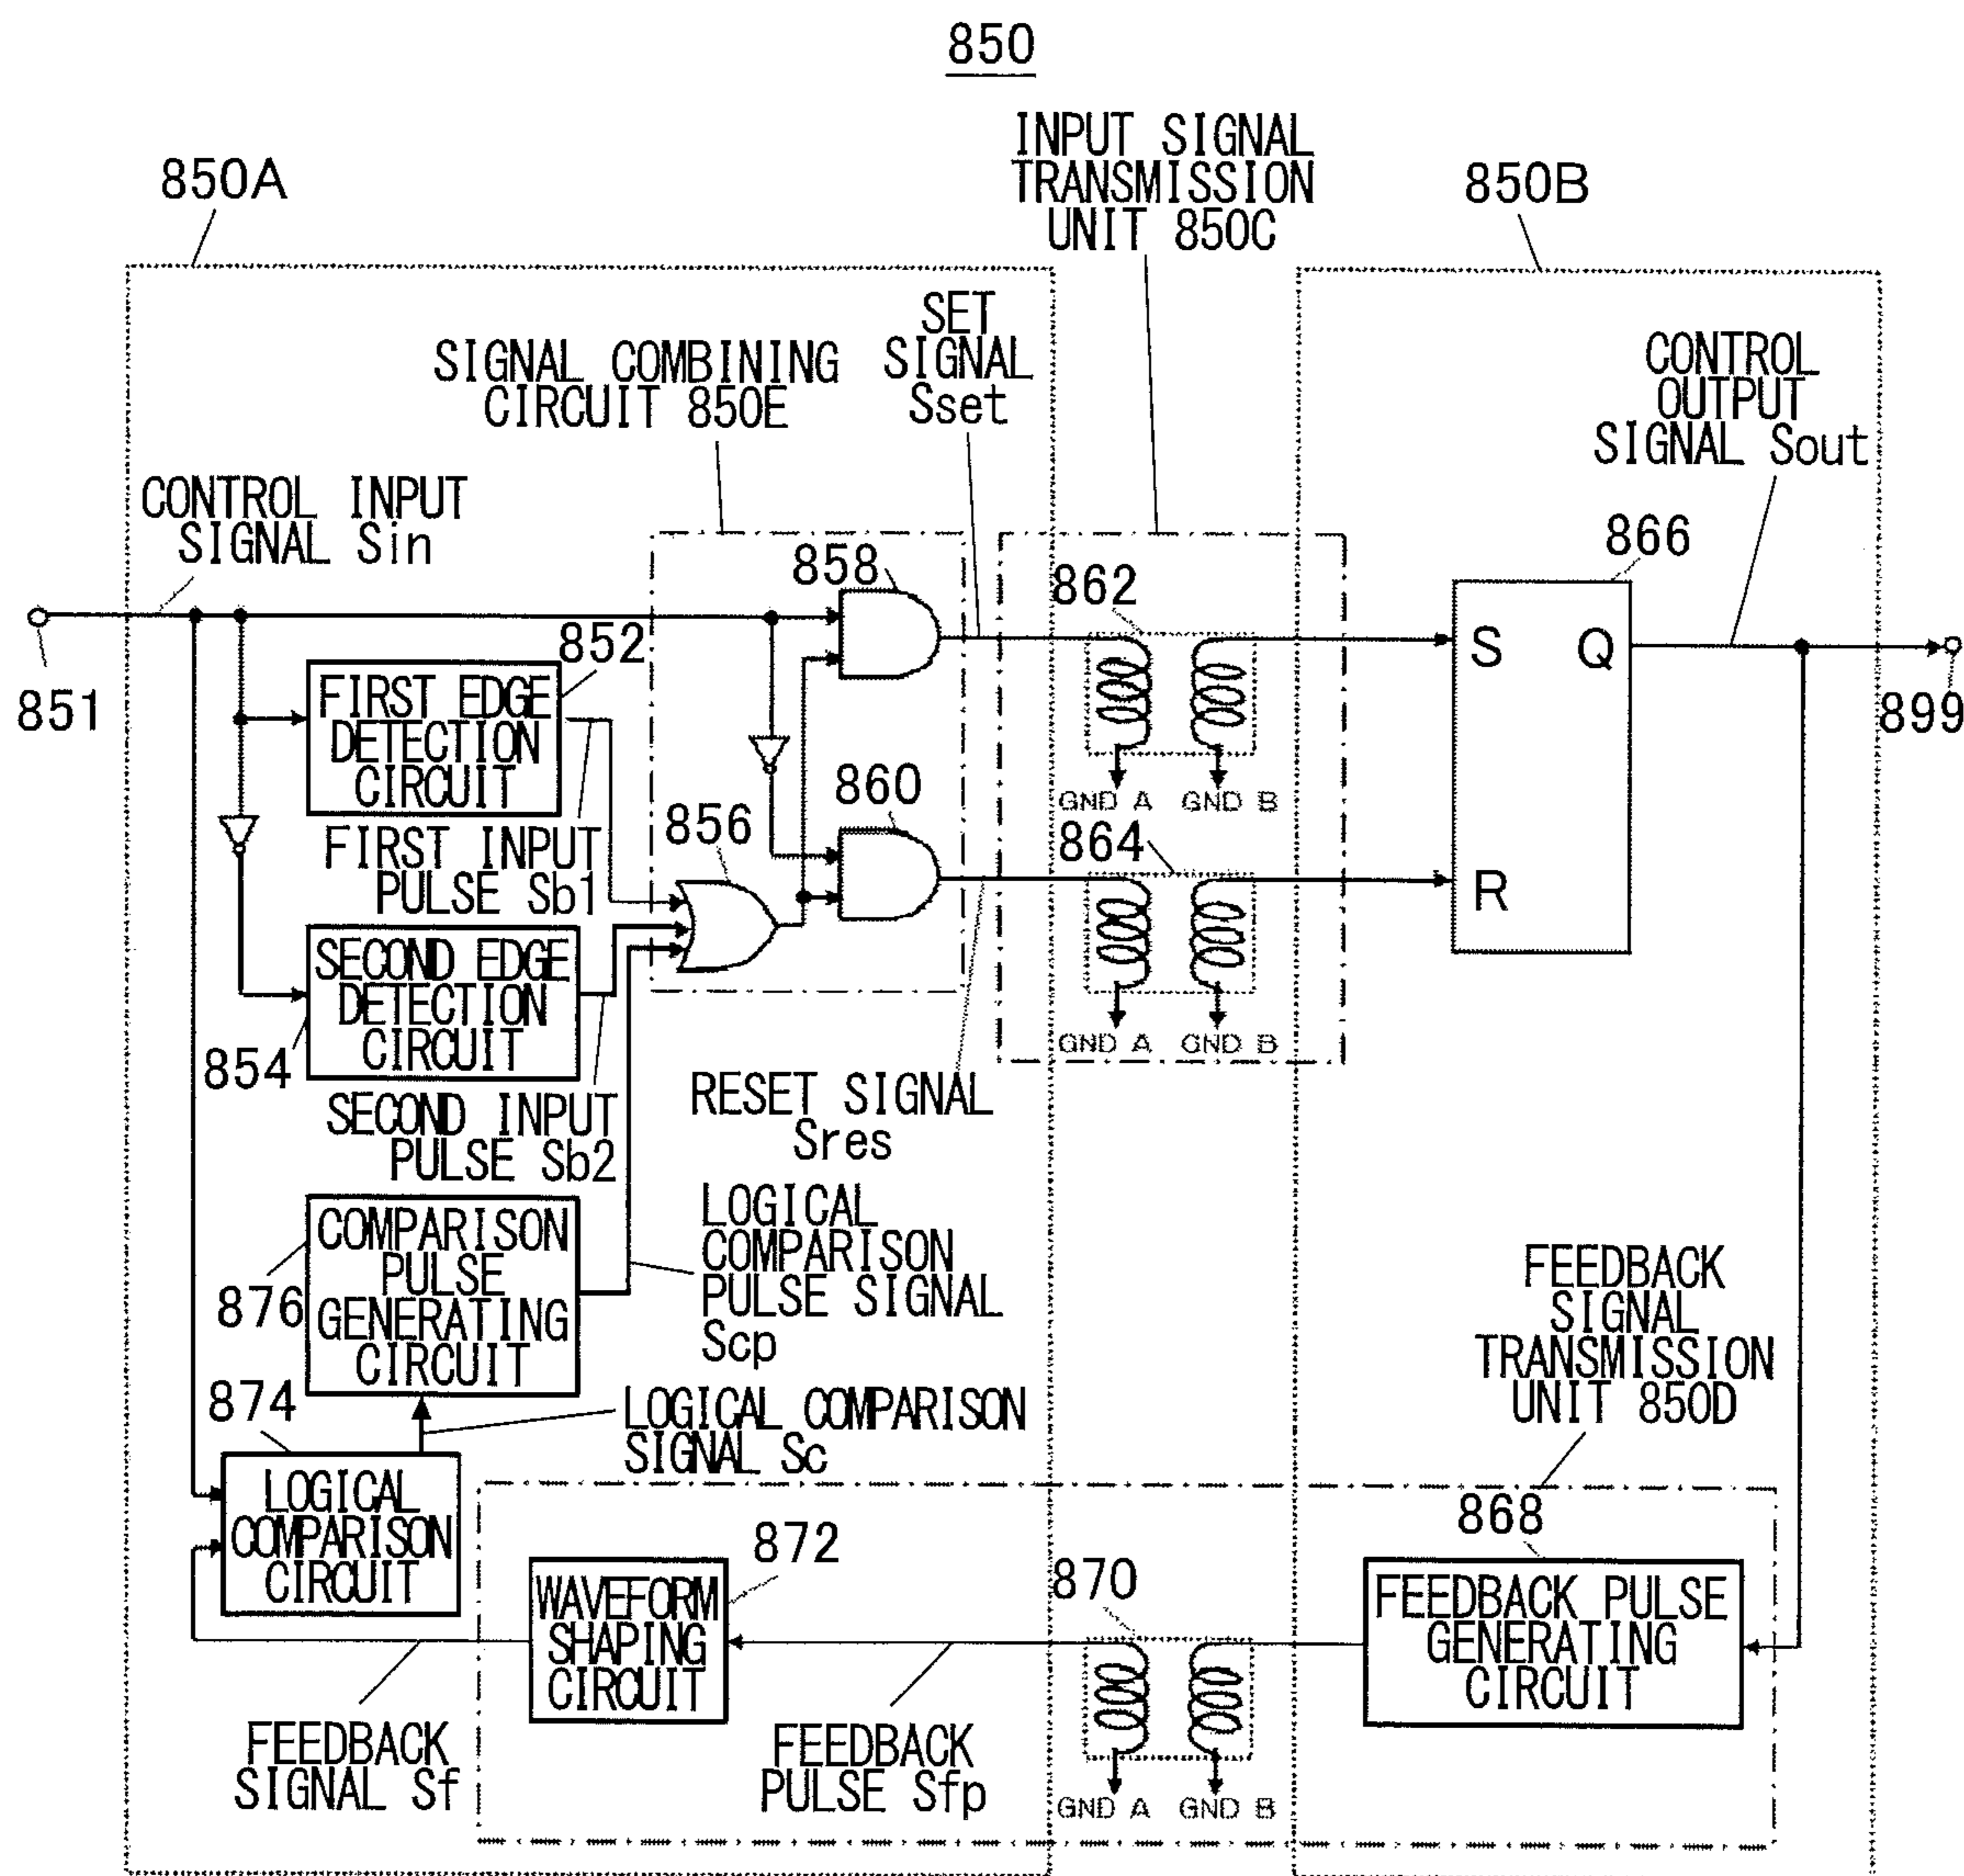 850
850A
INPUT SIGNAL
TRANSMISSION
UNIT 850C
850B
SIGNAL COMBINING
CIRCUIT 850E
SET
SIGNAL
Sset
CONTROL
OUTPUT
SIGNAL Sout
CONTROL INPUT
SIGNAL Sin
858
862
866
851
852
FIRST EDGE
DETECTION
CIRCUIT
S
Q
899
FIRST INPUT
PULSE Sb1
856
860
GND A
GND B
864
R
SECOND EDGE
DETECTION
CIRCUIT
854
GND A
GND B
SECOND INPUT
PULSE Sb2
RESET SIGNAL
Sres
COMPARISON
PULSE
GENERATING
CIRCUIT
876
LOGICAL
COMPARISON
PULSE SIGNAL
Scp
FEEDBACK
SIGNAL
TRANSMISSION
UNIT 850D
874
LOGICAL COMPARISON
SIGNAL Sc
LOGICAL
COMPARISON
CIRCUIT
872
WAVEFORM
SHAPING
CIRCUIT
870
868
FEEDBACK PULSE
GENERATING
CIRCUIT
FEEDBACK
SIGNAL Sf
FEEDBACK
PULSE Sfp
GND A
GND B